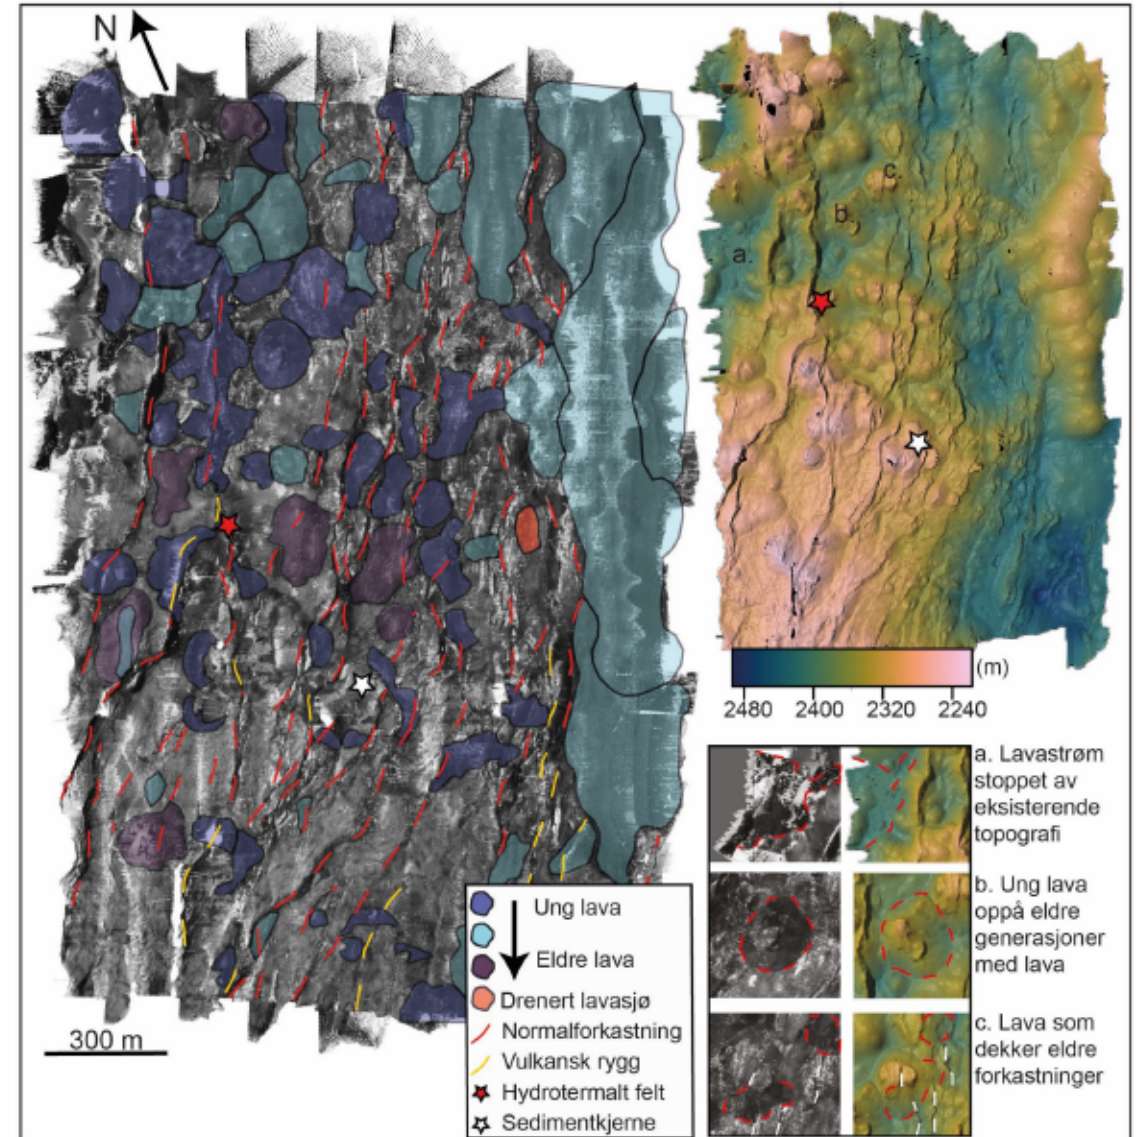 N
c.
b.
a.
(m)
2480 2400 2320 2240
a. Lavastrøm
stoppet av
eksisterende
topografi
b. Ung lava
oppå eldre
generasjoner
med lava
c. Lava som
dekker eldre
forkastninger
Ung lava
Eldre lava
Drenert lavasjø
Normalforkastning
Vulkansk rygg
Hydrotermalt felt
Sedimentkjerne
300 m